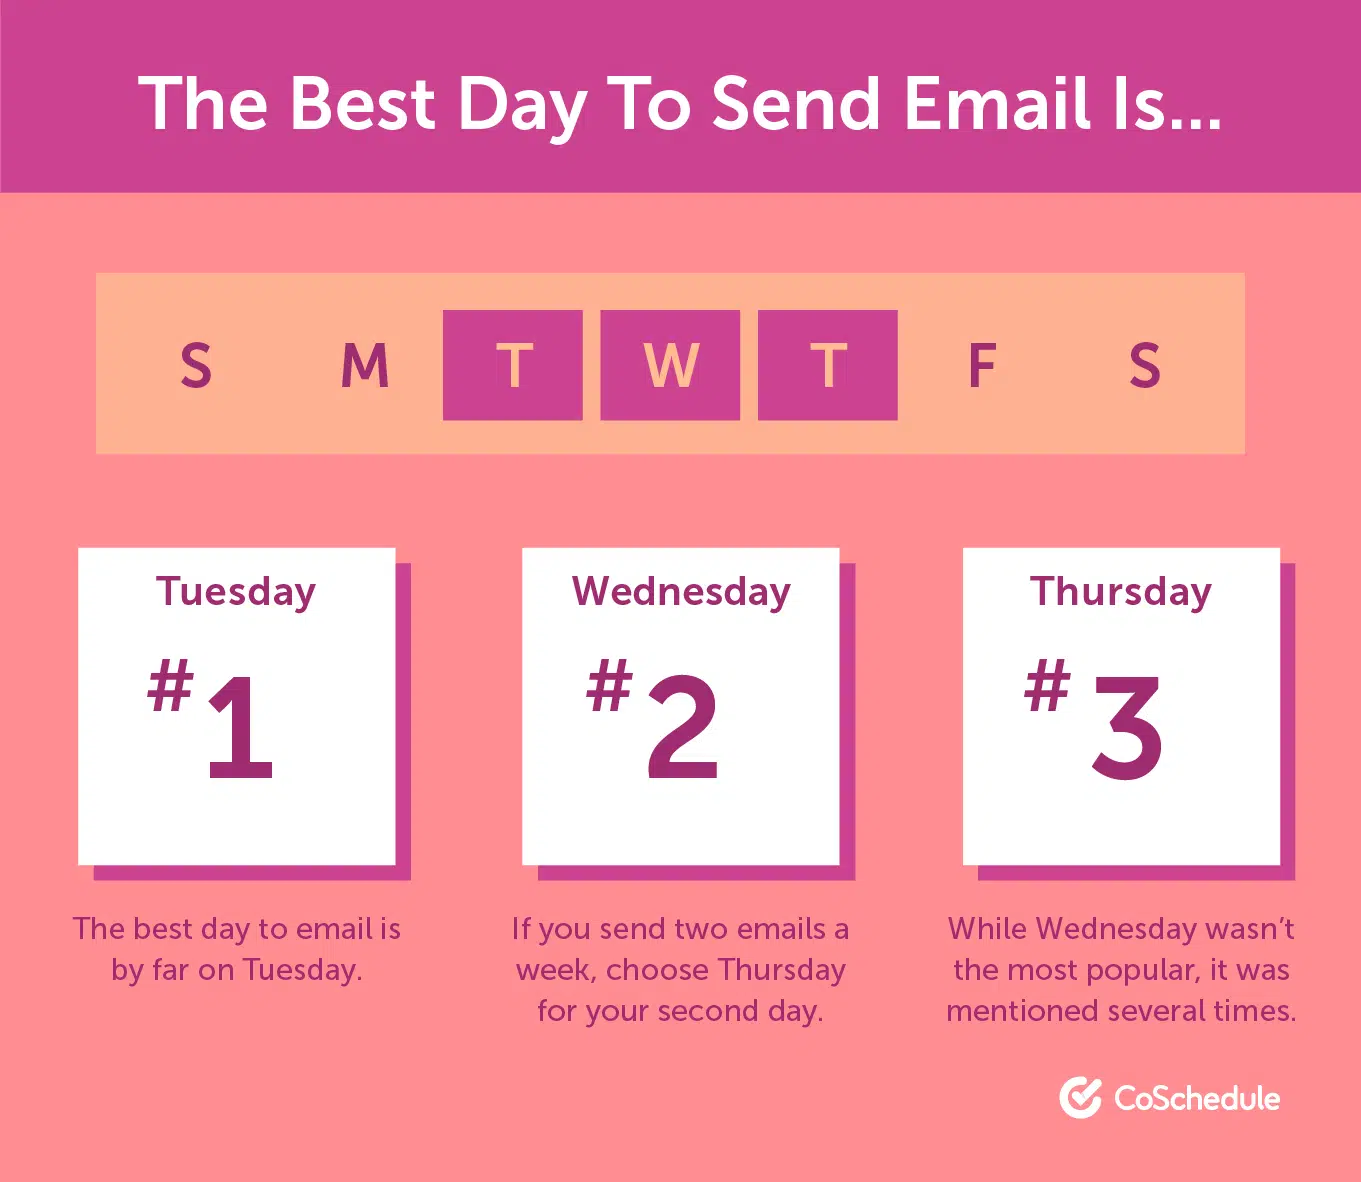 The Best Day To Send Email Is...
S M T W T F S
Tuesday
#1
Wednesday
#2
Thursday
#3
The best day to email is
by far on Tuesday.
If you send two emails a
week, choose Thursday
for your second day.
While Wednesday wasn’t
the most popular, it was
mentioned several times.
CoSchedule